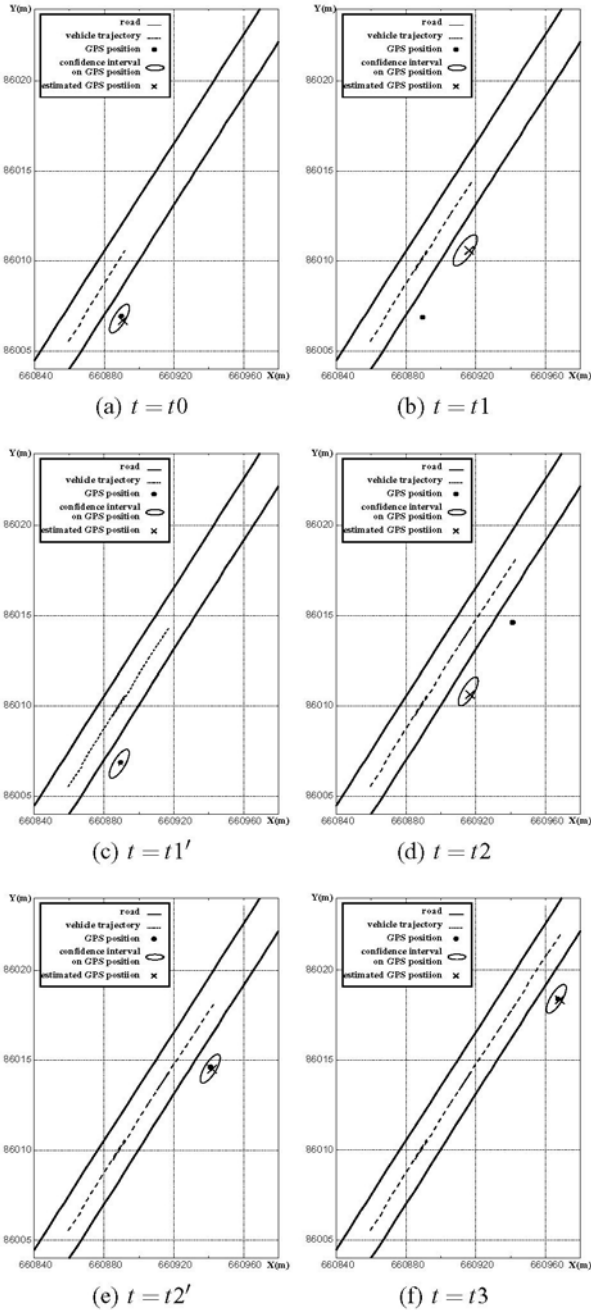 Y(m)
road
vehicle trajectory
GPS position
confidence interval
on GPS position
estimated GPS postiion
86020
86015
86010
86005
660840 660880 660920 660960 X(m)
(a) t = t0
Y(m)
road
vehicle trajectory
GPS position
confidence interval
on GPS position
estimated GPS postiion
86020
86015
86010
86005
660840 660880 660920 660960 X(m)
(b) t = t1
Y(m)
road
vehicle trajectory
GPS position
confidence interval
on GPS position
estimated GPS postiion
86020
86015
86010
86005
660840 660880 660920 660960 X(m)
(c) t = t1′
Y(m)
road
vehicle trajectory
GPS position
confidence interval
on GPS position
estimated GPS postiion
86020
86015
86010
86005
660840 660880 660920 660960 X(m)
(d) t = t2
Y(m)
road
vehicle trajectory
GPS position
confidence interval
on GPS position
estimated GPS postiion
86020
86015
86010
86005
660840 660880 660920 660960 X(m)
(e) t = t2′
Y(m)
road
vehicle trajectory
GPS position
confidence interval
on GPS position
estimated GPS postiion
86020
86015
86010
86005
660840 660880 660920 660960 X(m)
(f) t = t3